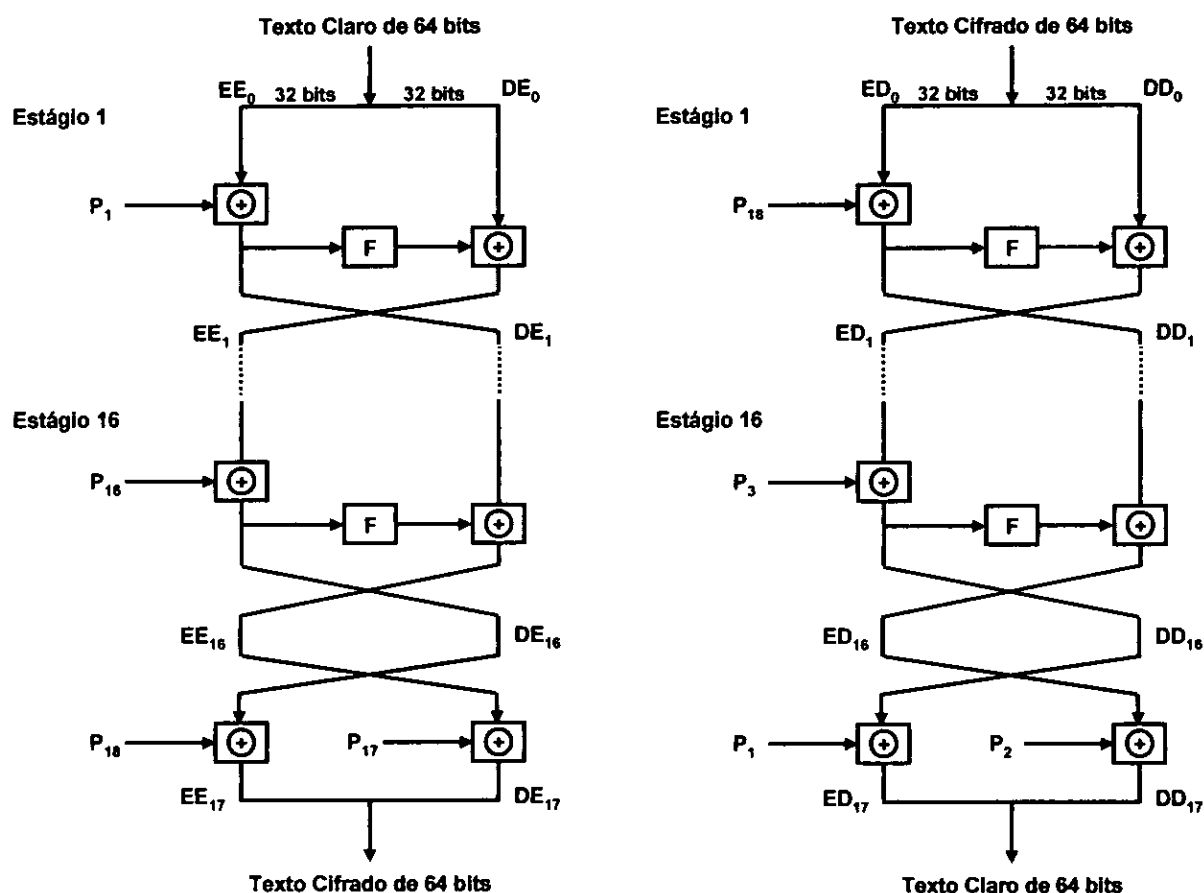 Texto Claro de 64 bits
EE0 32 bits 32 bits DE0
Estágio 1
P1
F
EE1 DE1
Estágio 16
P16
F
EE16 DE16
P18 P17
EE17 DE17
Texto Cifrado de 64 bits
Texto Cifrado de 64 bits
ED0 32 bits 32 bits DD0
Estágio 1
P18
F
ED1 DD1
Estágio 16
P3
F
ED16 DD16
P1 P2
ED17 DD17
Texto Claro de 64 bits